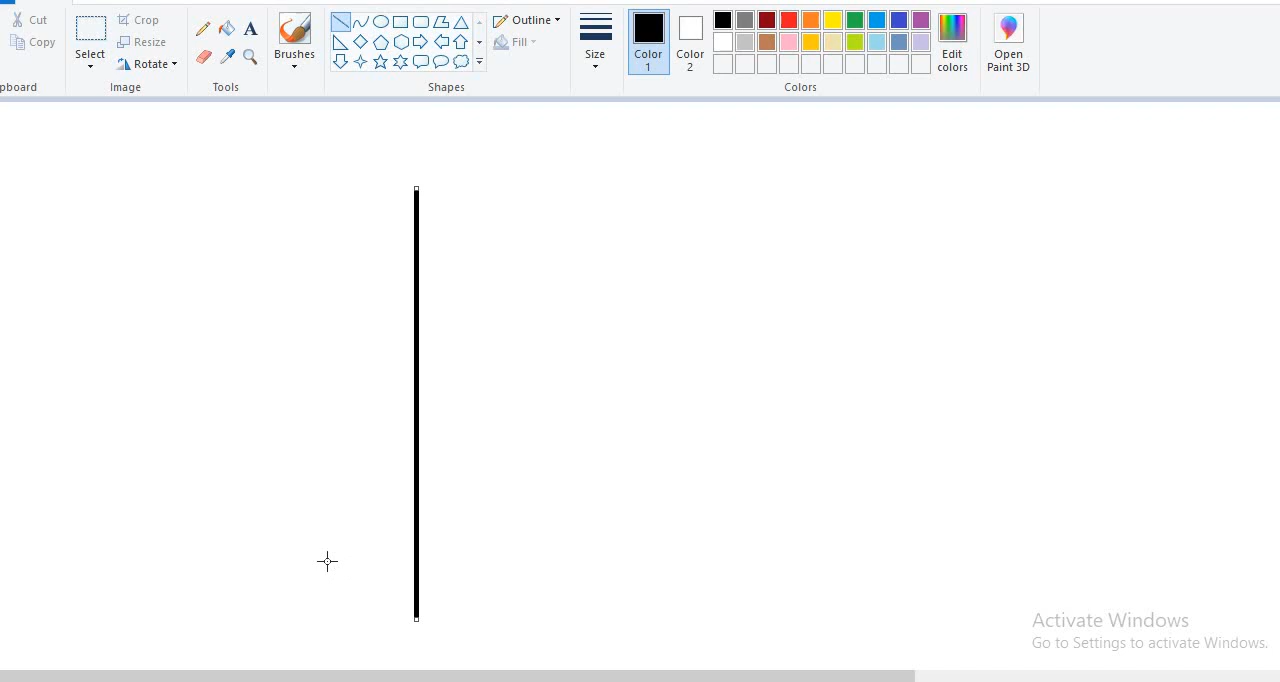 Cut
Copy
pboard
Select
Crop
Resize
Rotate
Image
A
Tools
Brushes
Shapes
Outline
Fill
Size
Color
1
Color
2
Edit
colors
Colors
Open
Paint 3D
Activate Windows
Go to Settings to activate Windows.